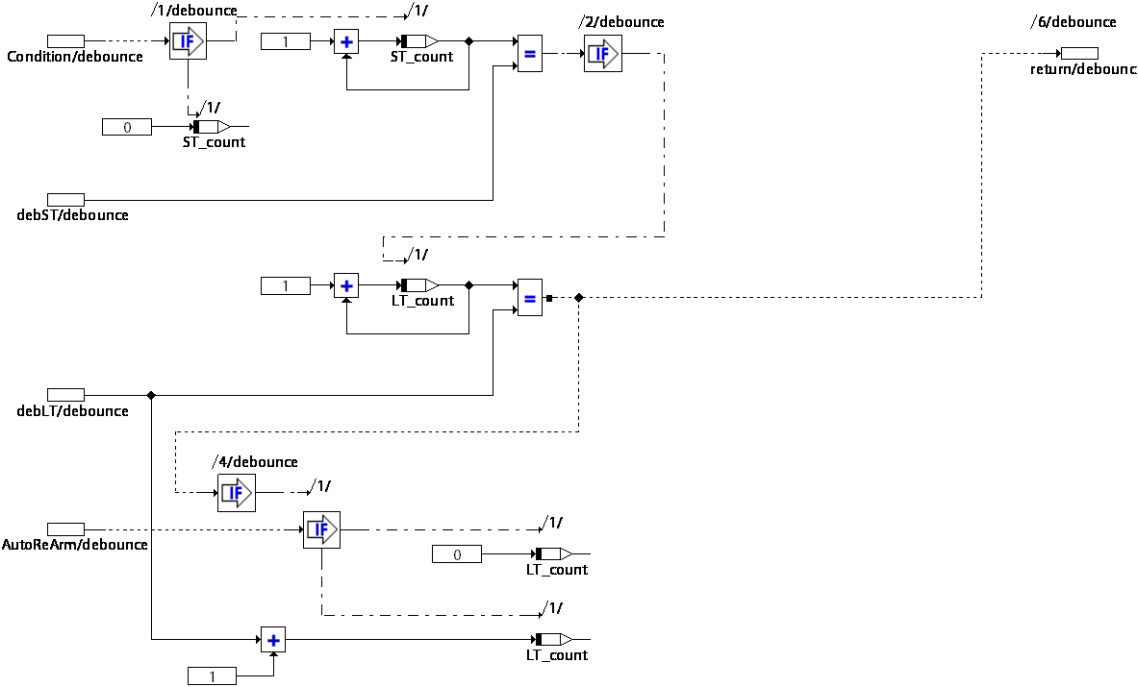 /1/debounce
/1/
/2/debounce
/6/debounce
IF
1
+
=
IF
Condition/debounce
ST_count
return/debounc
/1/
0
ST_count
debST/debounce
/1/
1
+
=
LT_count
debLT/debounce
/4/debounce
IF
/1/
IF
/1/
AutoReArm/debounce
0
LT_count
/1/
+
LT_count
1